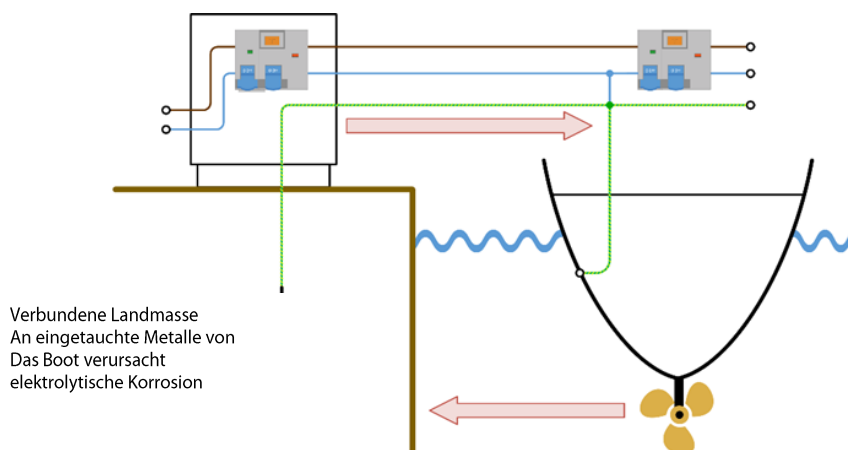 Verbundene Landmasse
An eingetauchte Metalle von
Das Boot verursacht
elektrolytische Korrosion